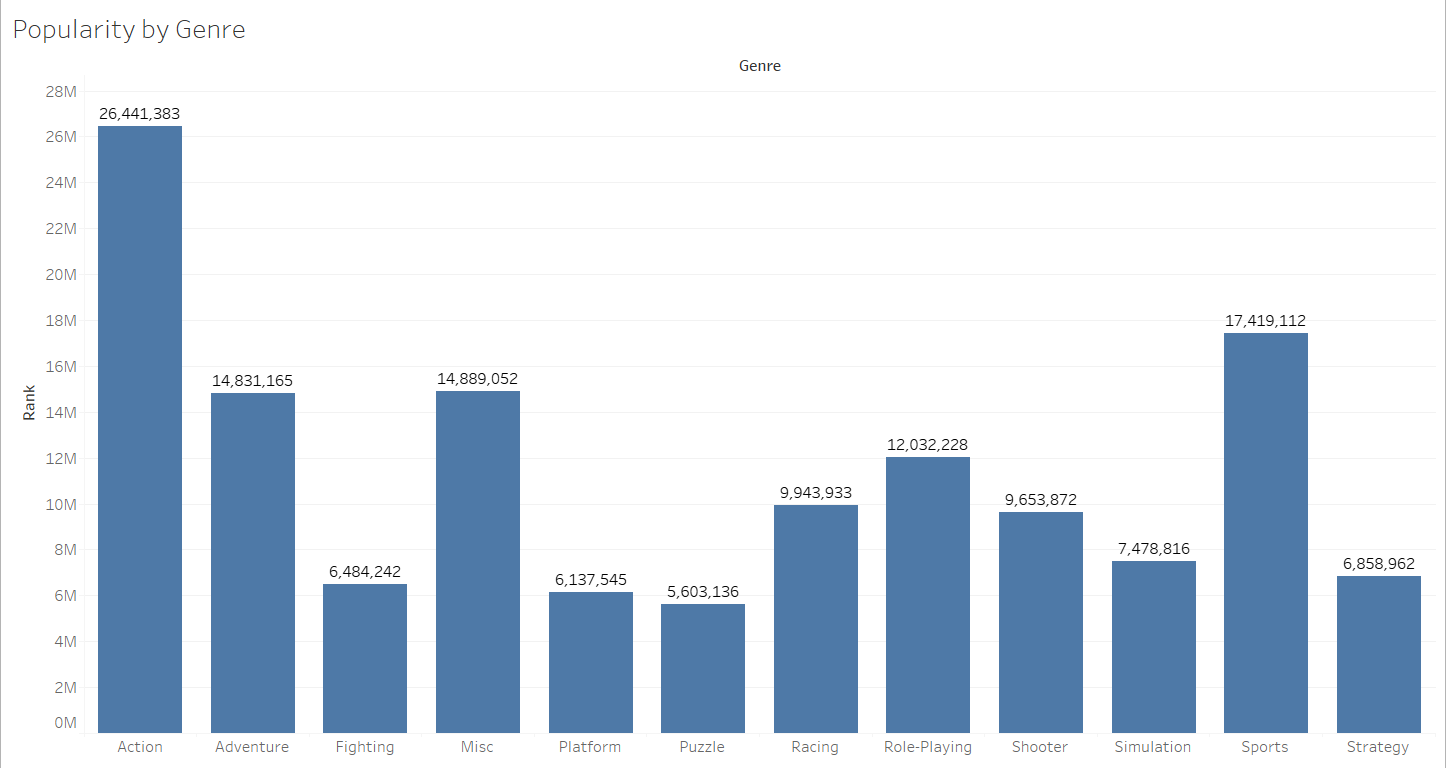 Popularity by Genre
Genre
28M
26M
24M
22M
20M
18M
16M
14M
12M
10M
8M
6M
4M
2M
0M
Rank
26,441,383
14,831,165
6,484,242
14,889,052
6,137,545
5,603,136
9,943,933
12,032,228
9,653,872
7,478,816
17,419,112
6,858,962
Action Adventure Fighting Misc Platform Puzzle Racing Role-Playing Shooter Simulation Sports Strategy